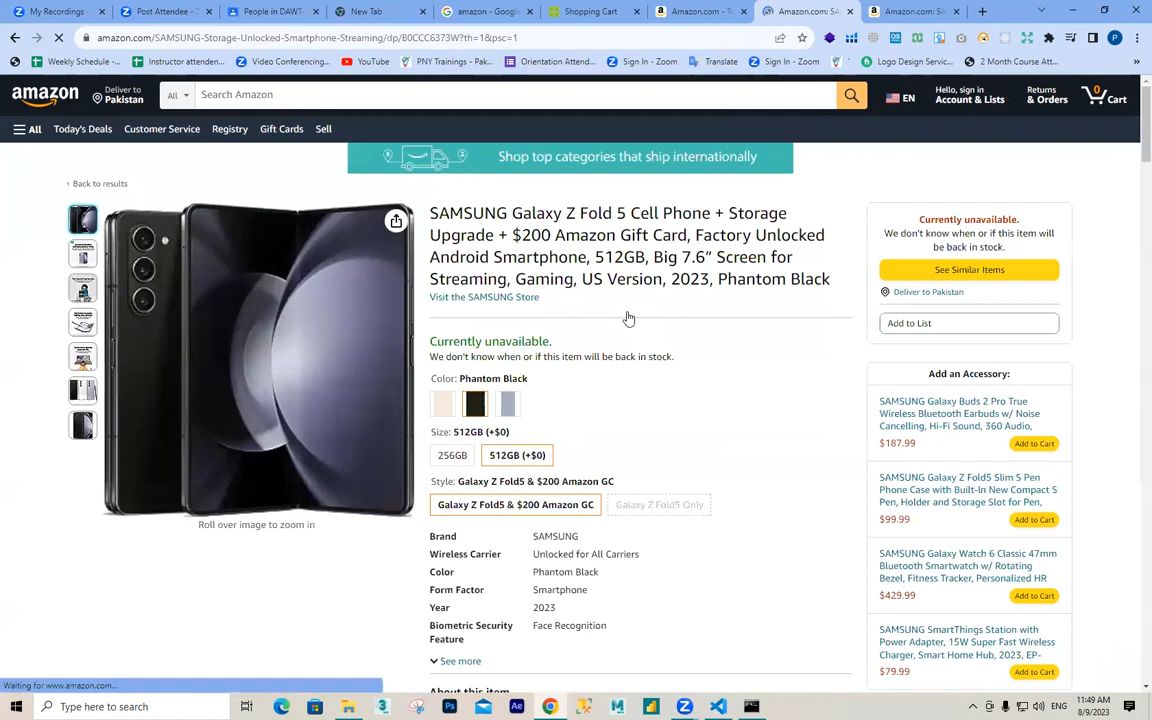 My Recordings -
Post Attendee - Z
People in DAWT-
New Tab
amazon - Google
Shopping Cart
Amazon.com - To
Amazon.com: SA
Amazon.com: SA
amazon.com/SAMSUNG-Storage-Unlocked-Smartphone-Streaming/dp/B0CCC6373W?th=1&psc=1
Weekly Schedule -...
Instructor attenden...
Video Conferencing,...
YouTube
PNY Trainings - Pak...
Orientation Attend...
Sign In - Zoom
Translate
Sign In - Zoom
Logo Design Servic...
2 Month Course Att...
amazon
Deliver to
Pakistan
All
Search Amazon
EN
Hello, sign in
Account & Lists
Returns
& Orders
0
Cart
All
Today's Deals
Customer Service
Registry
Gift Cards
Sell
Shop top categories that ship internationally
‹ Back to results
SAMSUNG Galaxy Z Fold 5 Cell Phone + Storage
Upgrade + $200 Amazon Gift Card, Factory Unlocked
Android Smartphone, 512GB, Big 7.6” Screen for
Streaming, Gaming, US Version, 2023, Phantom Black
Visit the SAMSUNG Store
Currently unavailable.
We don't know when or if this item will be back in stock.
Color: Phantom Black
Size: 512GB (+$0)
256GB
512GB (+$0)
Style: Galaxy Z Fold5 & $200 Amazon GC
Galaxy Z Fold5 & $200 Amazon GC
Galaxy Z Fold5 Only
Roll over image to zoom in
Brand SAMSUNG
Wireless Carrier Unlocked for All Carriers
Color Phantom Black
Form Factor Smartphone
Year 2023
Biometric Security Face Recognition
Feature
See more
About this item
Currently unavailable.
We don't know when or if this item will
be back in stock.
See Similar Items
Deliver to Pakistan
Add to List
Add an Accessory:
SAMSUNG Galaxy Buds 2 Pro True
Wireless Bluetooth Earbuds w/ Noise
Cancelling, Hi-Fi Sound, 360 Audio,
$187.99
Add to Cart
SAMSUNG Galaxy Z Fold5 Slim S Pen
Phone Case with Built-In New Compact S
Pen, Holder and Storage Slot for Pen,
$99.99
Add to Cart
SAMSUNG Galaxy Watch 6 Classic 47mm
Bluetooth Smartwatch w/ Rotating
Bezel, Fitness Tracker, Personalized HR
$429.99
Add to Cart
SAMSUNG SmartThings Station with
Power Adapter, 15W Super Fast Wireless
Charger, Smart Home Hub, 2023, EP-
$79.99
Add to Cart
Waiting for www.amazon.com...
Type here to search
ENG
11:49 AM
8/9/2023